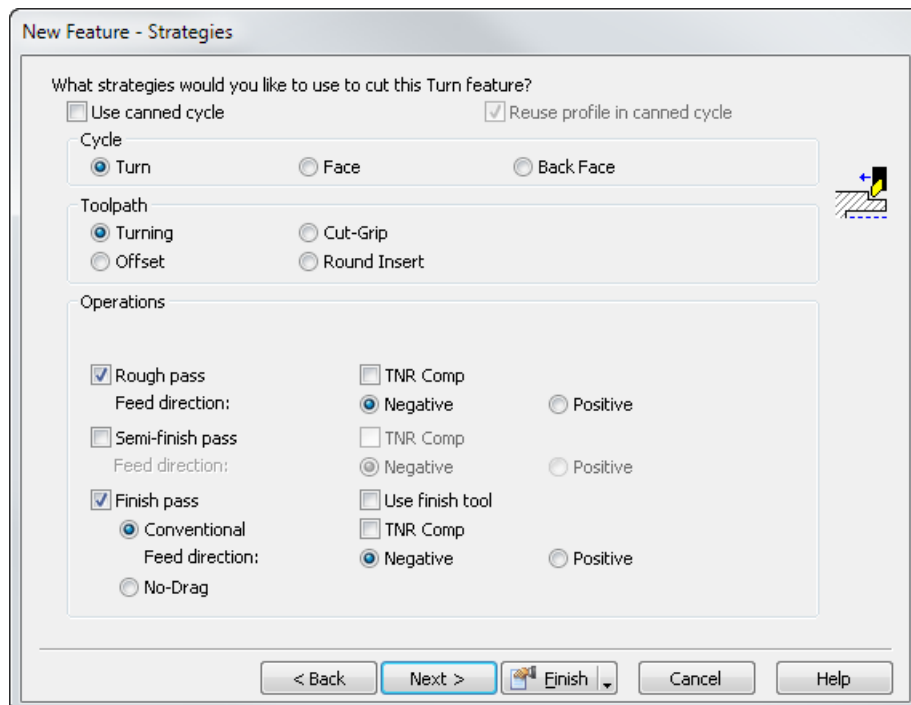 New Feature - Strategies
What strategies would you like to use to cut this Turn feature?
Use canned cycle Reuse profile in canned cycle
Cycle
Turn Face Back Face
Toolpath
Turning Cut-Grip
Offset Round Insert
Operations
Rough pass TNR Comp
Feed direction: Negative Positive
Semi-finish pass TNR Comp
Feed direction: Negative Positive
Finish pass Use finish tool
Conventional TNR Comp
Feed direction: Negative Positive
No-Drag
< Back Next > Finish Cancel Help